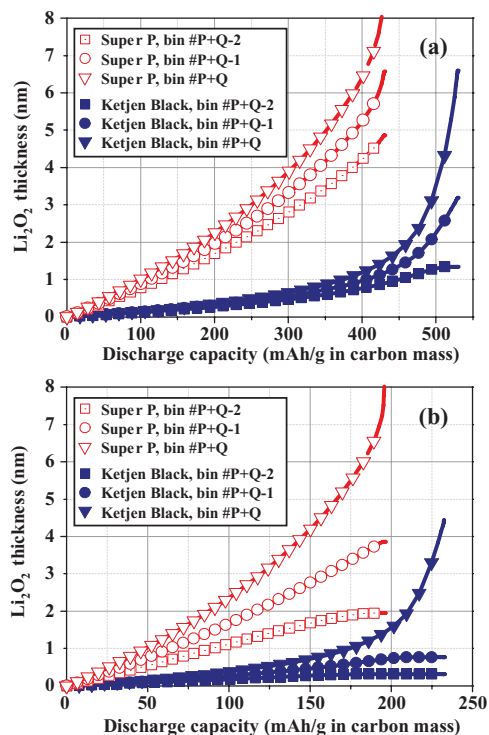 8
7
6
5
4
3
2
1
0
Li2O2 thickness (nm)
Super P, bin #P+Q-2
Super P, bin #P+Q-1
Super P, bin #P+Q
Ketjen Black, bin #P+Q-2
Ketjen Black, bin #P+Q-1
Ketjen Black, bin #P+Q
(a)
0 100 200 300 400 500
Discharge capacity (mAh/g in carbon mass)
8
7
6
5
4
3
2
1
0
Li2O2 thickness (nm)
Super P, bin #P+Q-2
Super P, bin #P+Q-1
Super P, bin #P+Q
Ketjen Black, bin #P+Q-2
Ketjen Black, bin #P+Q-1
Ketjen Black, bin #P+Q
(b)
0 50 100 150 200 250
Discharge capacity (mAh/g in carbon mass)